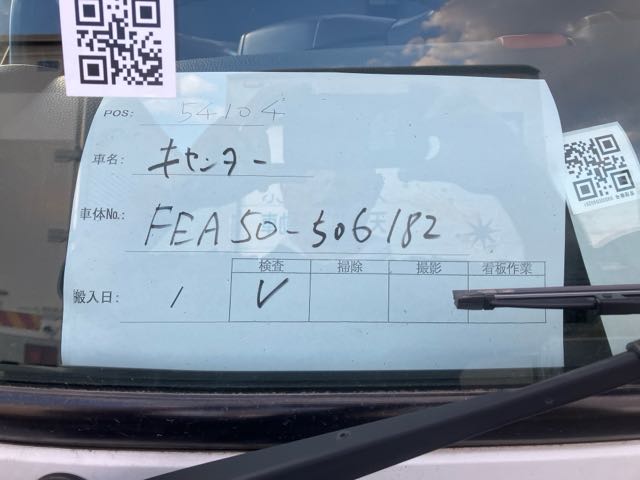 POS: 54104
車名: キャンター
車体No.: FEA50-506182
検査 掃除 撮影 看板作業
搬入日: / ✓